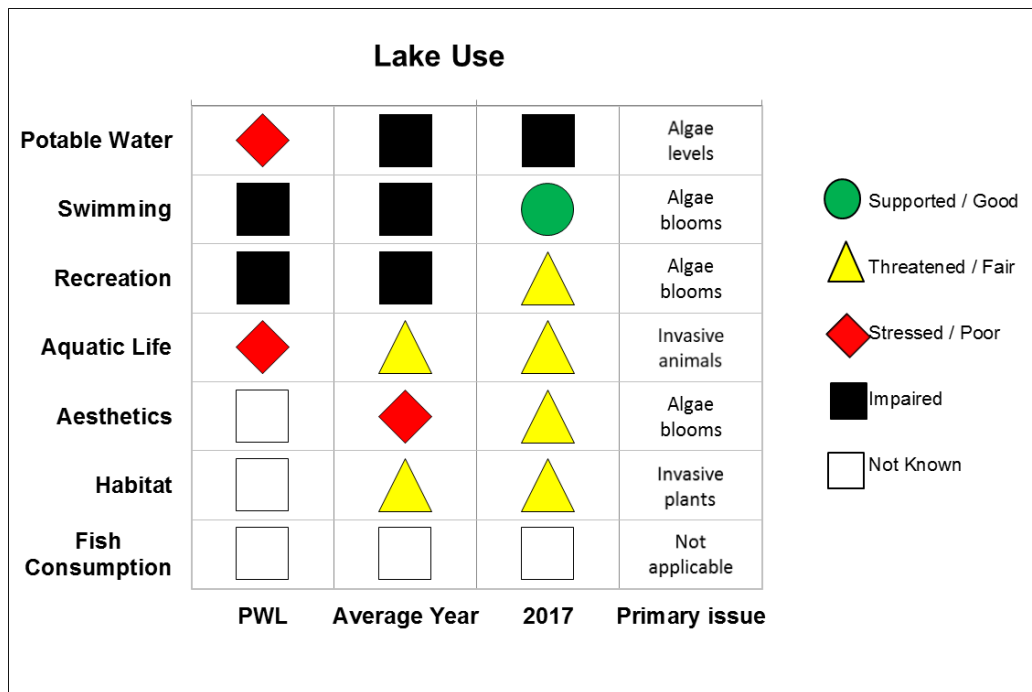 Lake Use
Potable Water
Algae
levels
Swimming
Algae
blooms
Recreation
Algae
blooms
Aquatic Life
Invasive
animals
Aesthetics
Algae
blooms
Habitat
Invasive
plants
Fish
Consumption
Not
applicable
PWL
Average Year
2017
Primary issue
Supported / Good
Threatened / Fair
Stressed / Poor
Impaired
Not Known